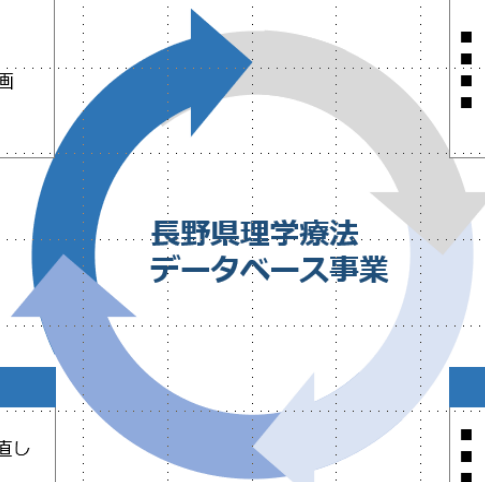 画
長野県理学療法
データベース事業
直し